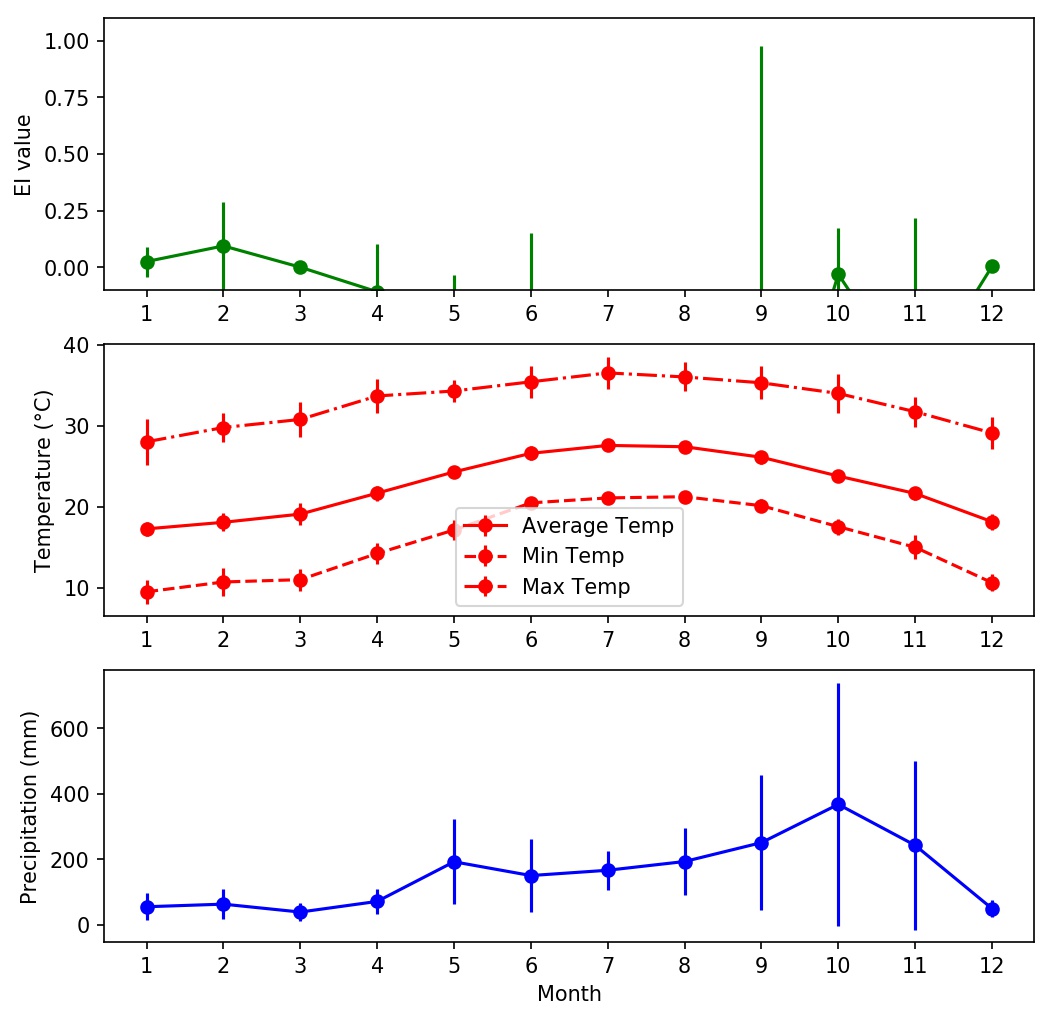 EI value
1.00
0.75
0.50
0.25
0.00
1 2 3 4 5 6 7 8 9 10 11 12
Temperature (°C)
40
30
20
10
Average Temp
Min Temp
Max Temp
1 2 3 4 5 6 7 8 9 10 11 12
Precipitation (mm)
600
400
200
0
1 2 3 4 5 6 7 8 9 10 11 12
Month